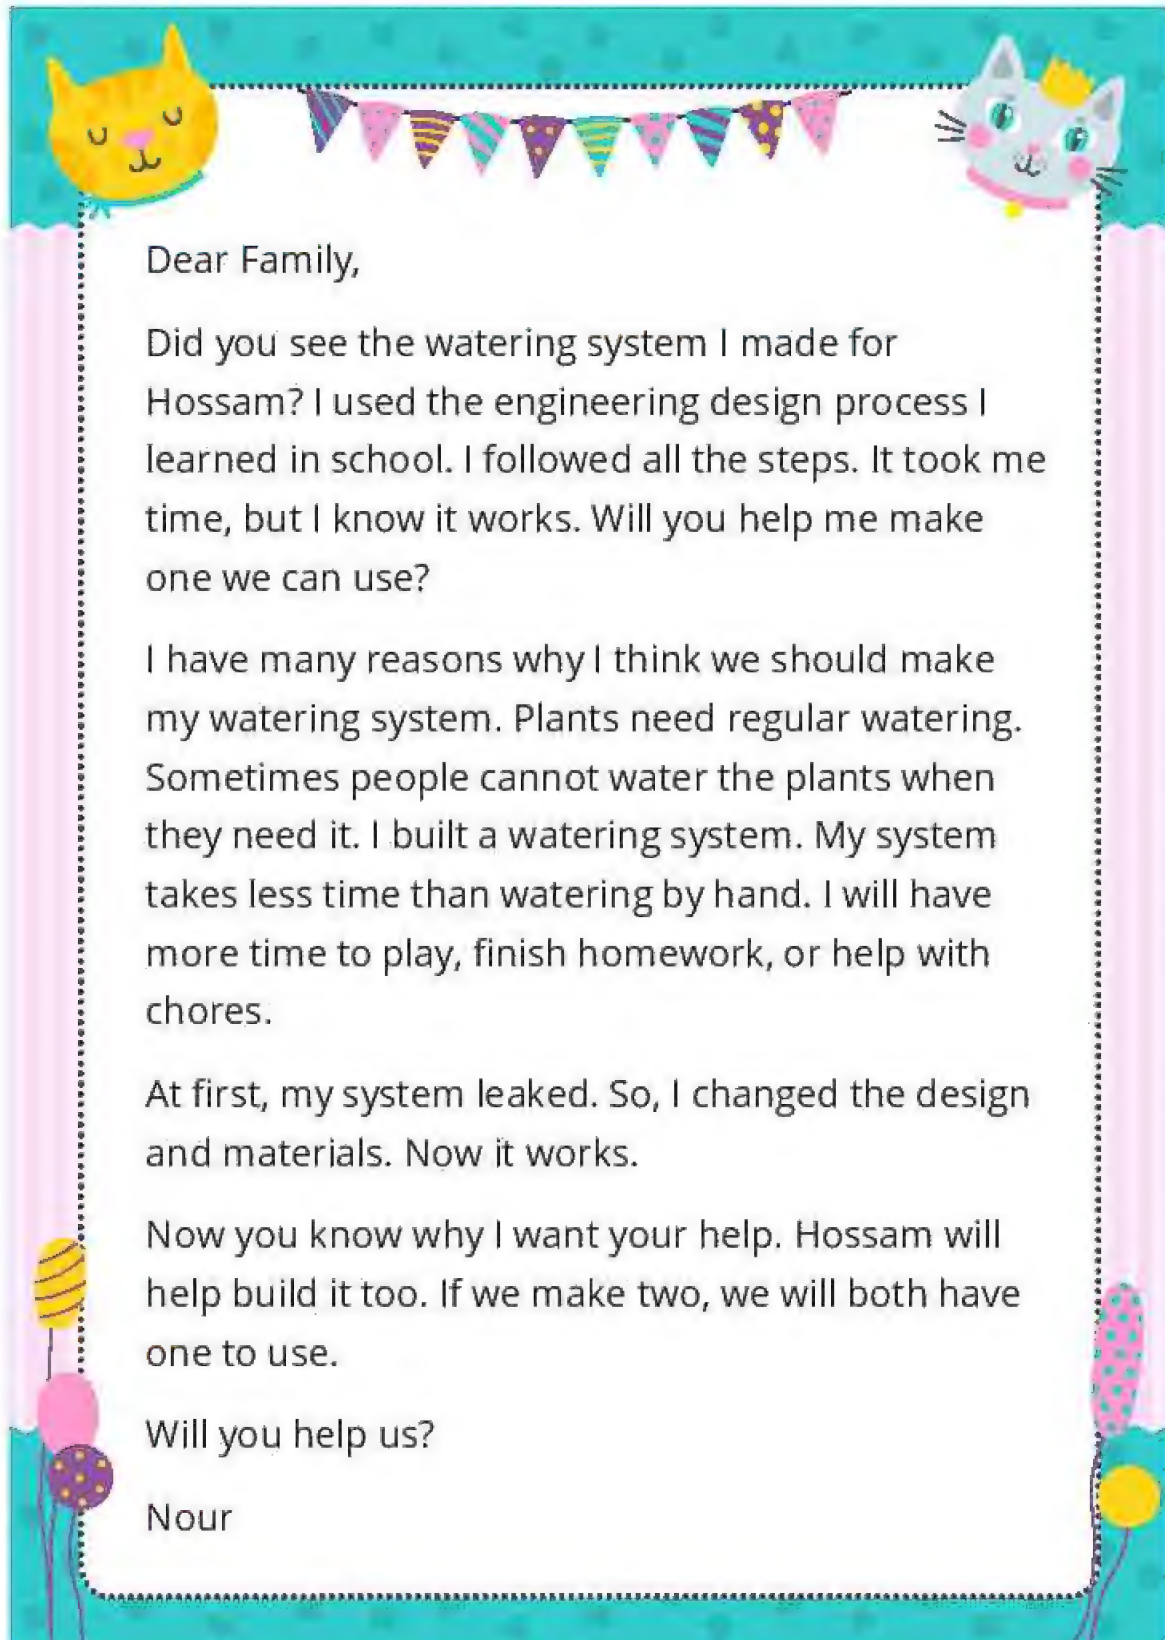 Dear Family,
Did you see the watering system I made for
Hossam? I used the engineering design process I
learned in school. I followed all the steps. It took me
time, but I know it works. Will you help me make
one we can use?
I have many reasons why I think we should make
my watering system. Plants need regular watering.
Sometimes people cannot water the plants when
they need it. I built a watering system. My system
takes less time than watering by hand. I will have
more time to play, finish homework, or help with
chores.
At first, my system leaked. So, I changed the design
and materials. Now it works.
Now you know why I want your help. Hossam will
help build it too. If we make two, we will both have
one to use.
Will you help us?
Nour